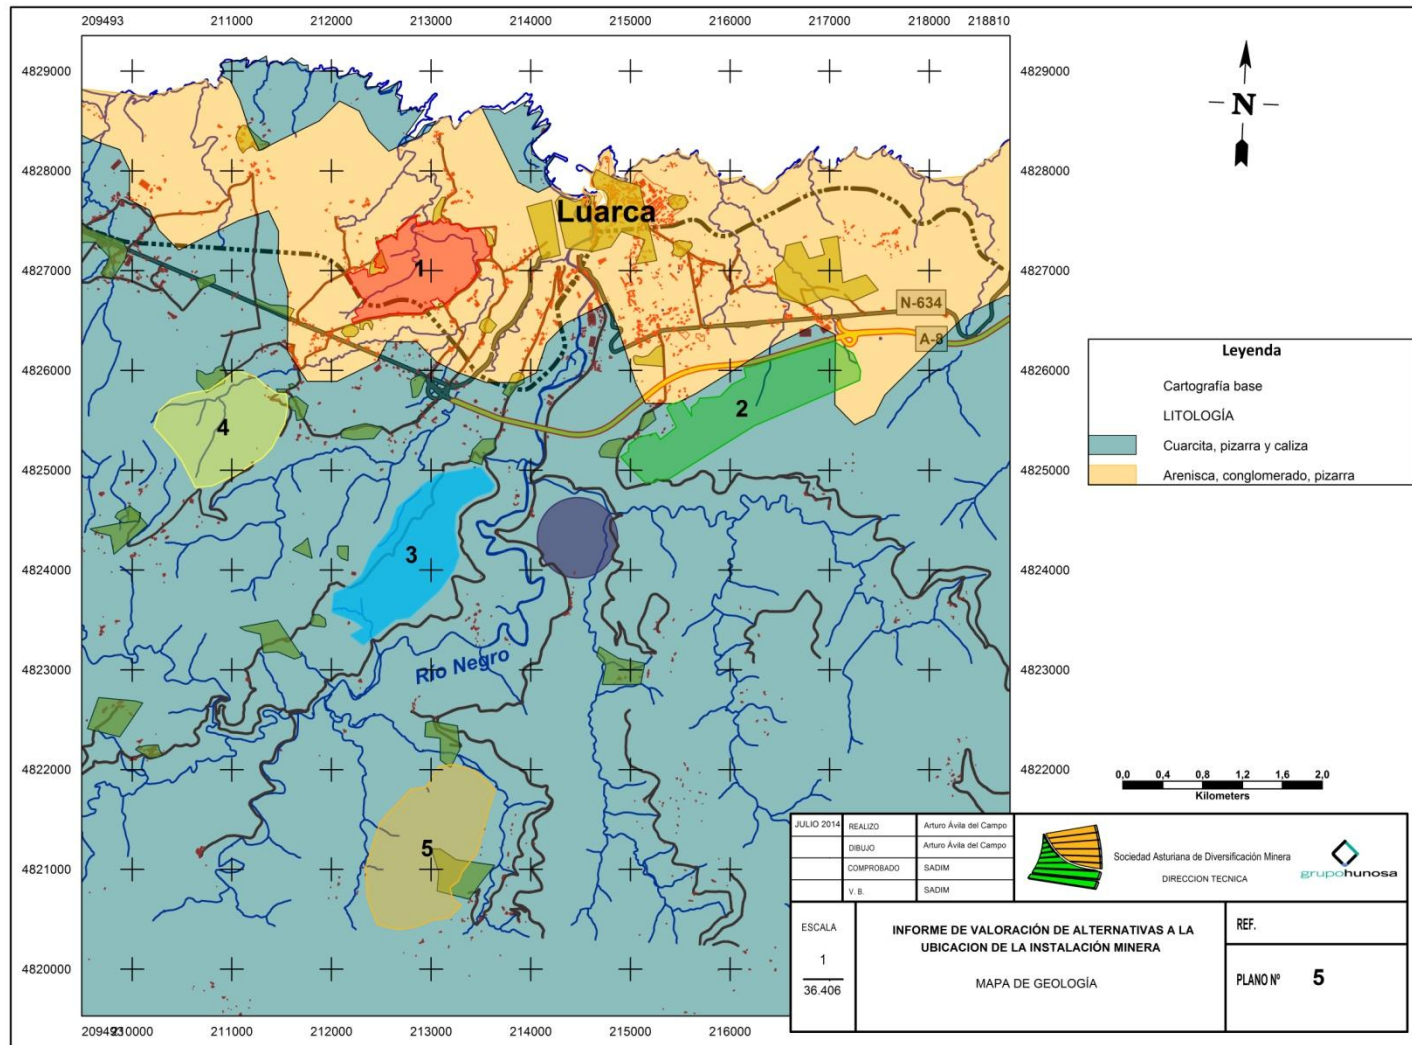 209493 211000 212000 213000 214000 215000 216000 217000 218000 218810
4829000 4829000
4828000 4828000
4827000 4827000
4826000 4826000
4825000 4825000
4824000 4824000
4823000 4823000
4822000 4822000
4821000
4820000
N
Luarca
1
N-634
A-8
2
4
3
Río Negro
5
Leyenda
Cartografía base
LITOLOGÍA
Cuarcita, pizarra y caliza
Arenisca, conglomerado, pizarra
0,0 0,4 0,8 1,2 1,6 2,0
Kilometers
JULIO 2014 REALIZO Arturo Ávila del Campo
DIBUJO Arturo Ávila del Campo
COMPROBADO SADIM
V. B. SADIM
Sociedad Asturiana de Diversificación Minera
DIRECCION TECNICA
grupohunosa
ESCALA
1
36.406
INFORME DE VALORACIÓN DE ALTERNATIVAS A LA
UBICACION DE LA INSTALACIÓN MINERA
MAPA DE GEOLOGÍA
REF.
PLANO Nº 5
211000 212000 213000 214000 215000 216000